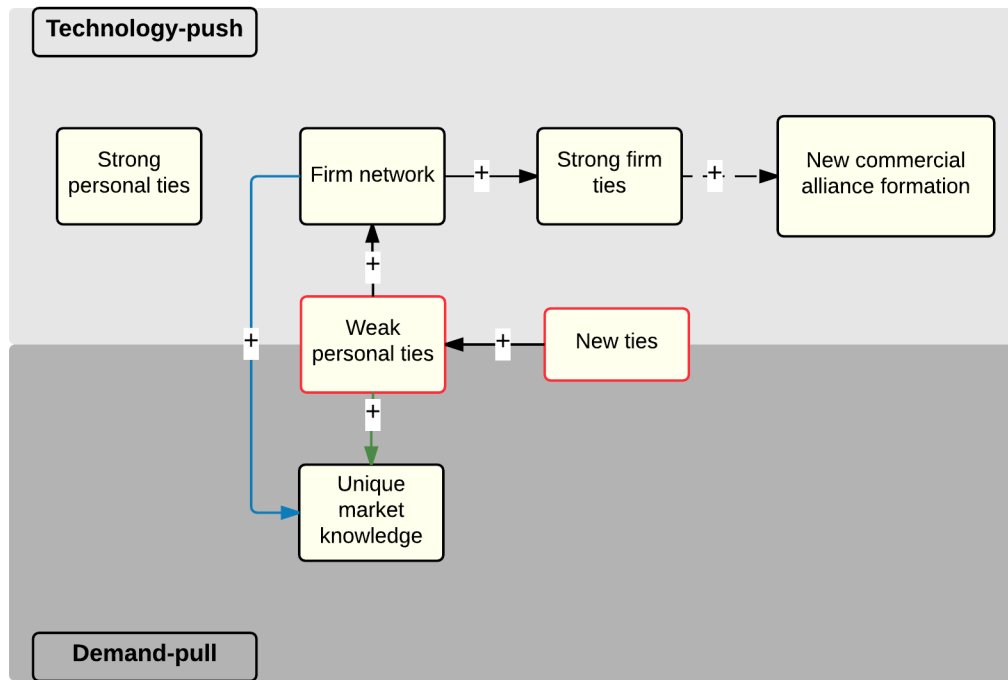 Technology-push
Strong
personal ties
Firm network
+
Strong firm
ties
+
New commercial
alliance formation
+
+
Weak
personal ties
+
New ties
+
Unique
market
knowledge
Demand-pull